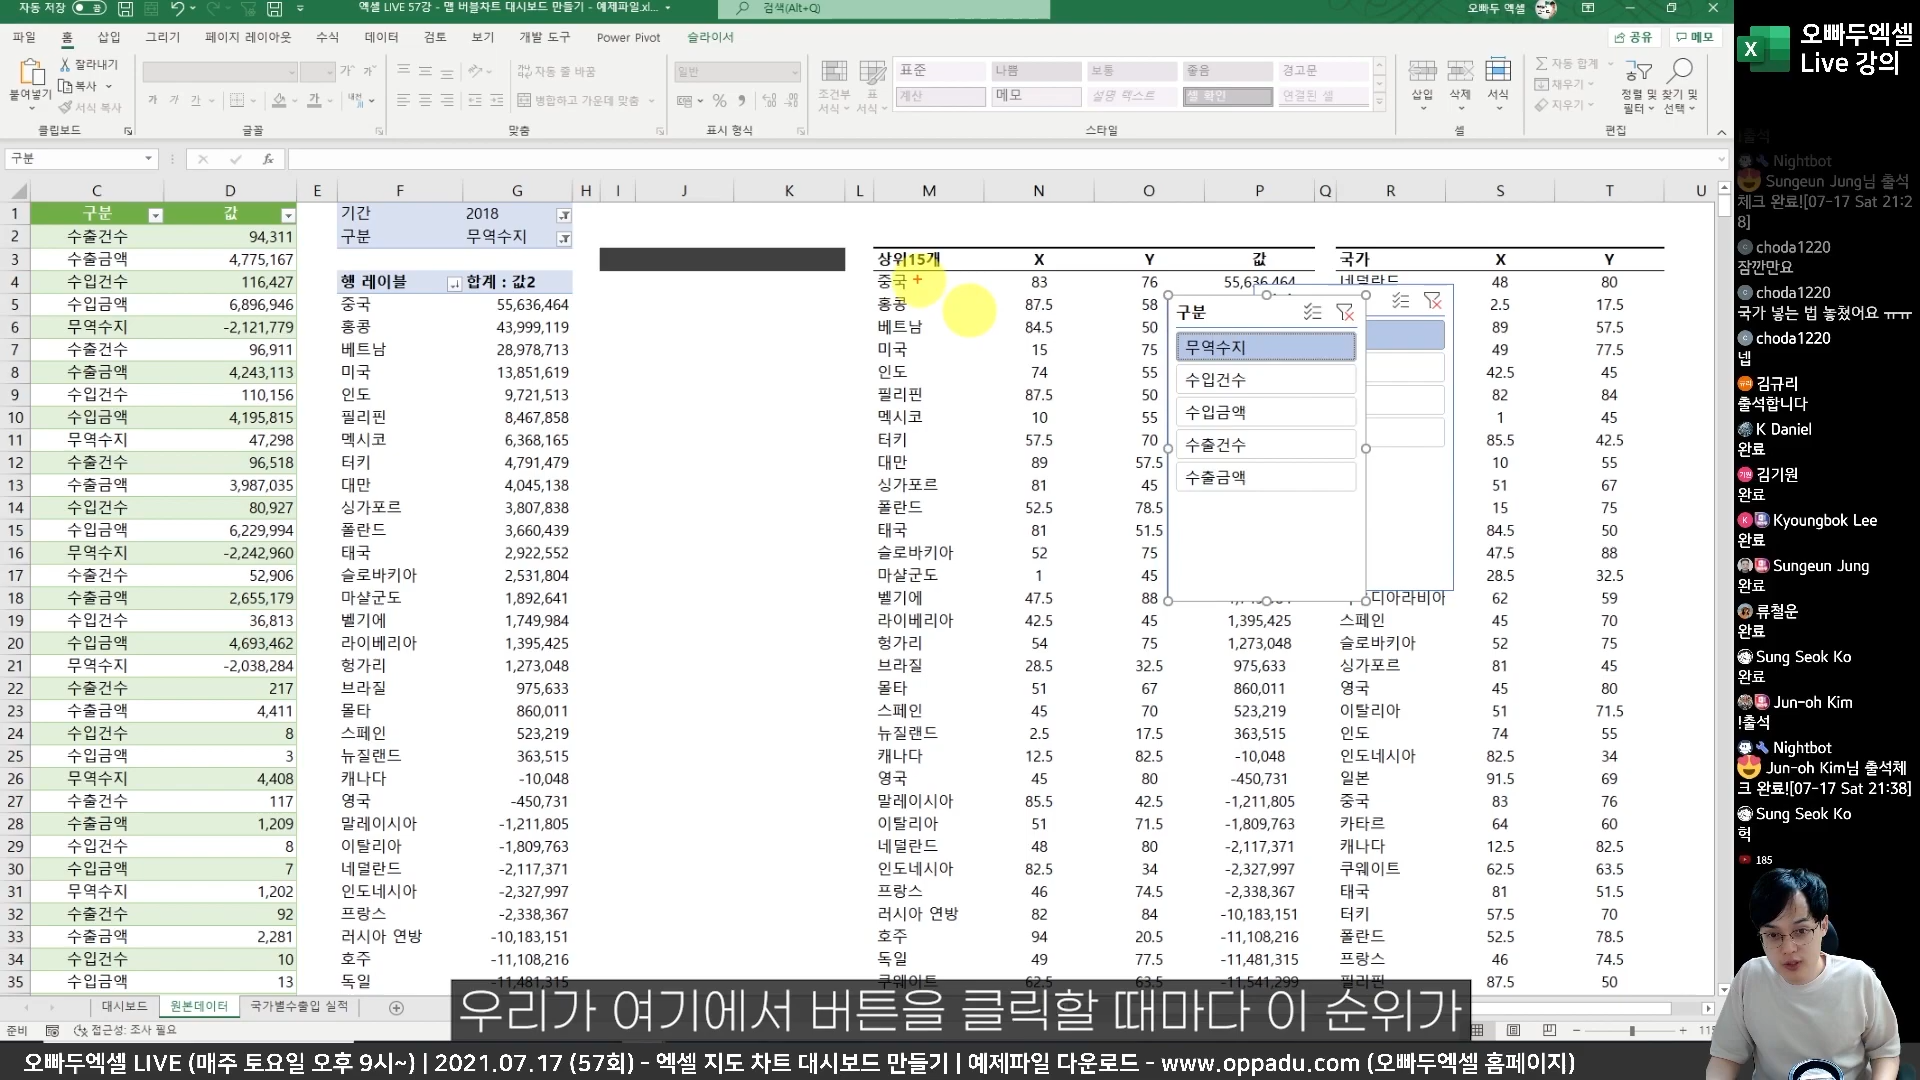 자동 저장
엑셀 LIVE 57강 - 맵 버블차트 대시보드 만들기 - 예제파일.xl...
검색(Alt+Q)
오빠두 엑셀
파일 홈 삽입 그리기 페이지 레이아웃 수식 데이터 검토 보기 개발 도구 Power Pivot 슬라이서
공유 메모
붙여넣기 잘라내기 복사 서식 복사
자동 줄 바꿈
병합하고 가운데 맞춤
일반
조건부 서식 표 서식
표준 나쁨 보통 좋음 경고문
계산 메모 설명 텍스트 셀 확인 연결된 셀
삽입 삭제 서식
자동 합계 채우기 지우기
정렬 및 필터 찾기 및 선택
클립보드 글꼴 맞춤 표시 형식 스타일 셀 편집
구분 fx
C D E F G H I J K L M N O P Q R S T U
1 구분 값 기간 2018
2 수출건수 94,311 구분 무역수지
3 수출금액 4,775,167 상위15개 X Y 값 국가 X Y
4 수입건수 116,427 행 레이블 합계 : 값2 중국 83 76 55,636,464 네덜란드 48 80
5 수입금액 6,896,946 중국 55,636,464 홍콩 87.5 58 2.5 17.5
6 무역수지 -2,121,779 홍콩 43,999,119 베트남 84.5 50 89 57.5
7 수출건수 96,911 베트남 28,978,713 미국 15 75 49 77.5
8 수출금액 4,243,113 미국 13,851,619 인도 74 55 42.5 45
9 수입건수 110,156 인도 9,721,513 필리핀 87.5 50 82 84
10 수입금액 4,195,815 필리핀 8,467,858 멕시코 10 55 1 45
11 무역수지 47,298 멕시코 6,368,165 터키 57.5 70 85.5 42.5
12 수출건수 96,518 터키 4,791,479 대만 89 57.5 10 55
13 수출금액 3,987,035 대만 4,045,138 싱가포르 81 45 51 67
14 수입건수 80,927 싱가포르 3,807,838 폴란드 52.5 78.5 15 75
15 수입금액 6,229,994 폴란드 3,660,439 태국 81 51.5 84.5 50
16 무역수지 -2,242,960 태국 2,922,552 슬로바키아 52 75 47.5 88
17 수출건수 52,906 슬로바키아 2,531,804 마샬군도 1 45 28.5 32.5
18 수출금액 2,655,179 마샬군도 1,892,641 벨기에 47.5 88 디아라비아 62 59
19 수입건수 36,813 벨기에 1,749,984 라이베리아 42.5 45 1,395,425 스페인 45 70
20 수입금액 4,693,462 라이베리아 1,395,425 헝가리 54 75 1,273,048 슬로바키아 52 75
21 무역수지 -2,038,284 헝가리 1,273,048 브라질 28.5 32.5 975,633 싱가포르 81 45
22 수출건수 217 브라질 975,633 몰타 51 67 860,011 영국 45 80
23 수출금액 4,411 몰타 860,011 스페인 45 70 523,219 이탈리아 51 71.5
24 수입건수 8 스페인 523,219 뉴질랜드 2.5 17.5 363,515 인도 74 55
25 수입금액 3 뉴질랜드 363,515 캐나다 12.5 82.5 -10,048 인도네시아 82.5 34
26 무역수지 4,408 캐나다 -10,048 영국 45 80 -450,731 일본 91.5 69
27 수출건수 117 영국 -450,731 말레이시아 85.5 42.5 -1,211,805 중국 83 76
28 수출금액 1,209 말레이시아 -1,211,805 이탈리아 51 71.5 -1,809,763 카타르 64 60
29 수입건수 8 이탈리아 -1,809,763 네덜란드 48 80 -2,117,371 캐나다 12.5 82.5
30 수입금액 7 네덜란드 -2,117,371 인도네시아 82.5 34 -2,327,997 쿠웨이트 62.5 63.5
31 무역수지 1,202 인도네시아 -2,327,997 프랑스 46 74.5 -2,338,367 태국 81 51.5
32 수출건수 92 프랑스 -2,338,367 러시아 연방 82 84 -10,183,151 터키 57.5 70
33 수출금액 2,281 러시아 연방 -10,183,151 호주 94 20.5 -11,108,216 폴란드 52.5 78.5
34 수입건수 10 호주 -11,108,216 독일 49 77.5 -11,481,315 프랑스 46 74.5
35 수입금액 13 독일 -11,481,315 쿠웨이트 62.5 63.5 -11,541,299 필리핀 87.5 50
구분
무역수지
수입건수
수입금액
수출건수
수출금액
대시보드 원본데이터 국가별수출입 실적
준비 접근성: 조사 필요
우리가 여기에서 버튼을 클릭할 때마다 이 순위가
오빠두엑셀 LIVE (매주 토요일 오후 9시~) | 2021.07.17 (57회) - 엑셀 지도 차트 대시보드 만들기 | 예제파일 다운로드 - www.oppadu.com (오빠두엑셀 홈페이지)
X 오빠두엑셀
Live 강의
!출석
Nightbot
Sungeun Jung님 출석
체크 완료![07-17 Sat 21:2
8]
choda1220
잠깐만요
choda1220
국가 넣는 법 놓쳤어요 ㅠㅠ
choda1220
넵
김규리
출석합니다
K Daniel
완료
김기원
완료
Kyoungbok Lee
완료
Sungeun Jung
완료
류철운
완료
Sung Seok Ko
완료
Jun-oh Kim
!출석
Nightbot
Jun-oh Kim님 출석체
크 완료![07-17 Sat 21:38]
Sung Seok Ko
헉
185